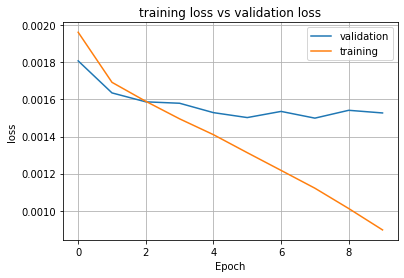 training loss vs validation loss
validation
training
loss
0.0020
0.0018
0.0016
0.0014
0.0012
0.0010
0 2 4 6 8
Epoch